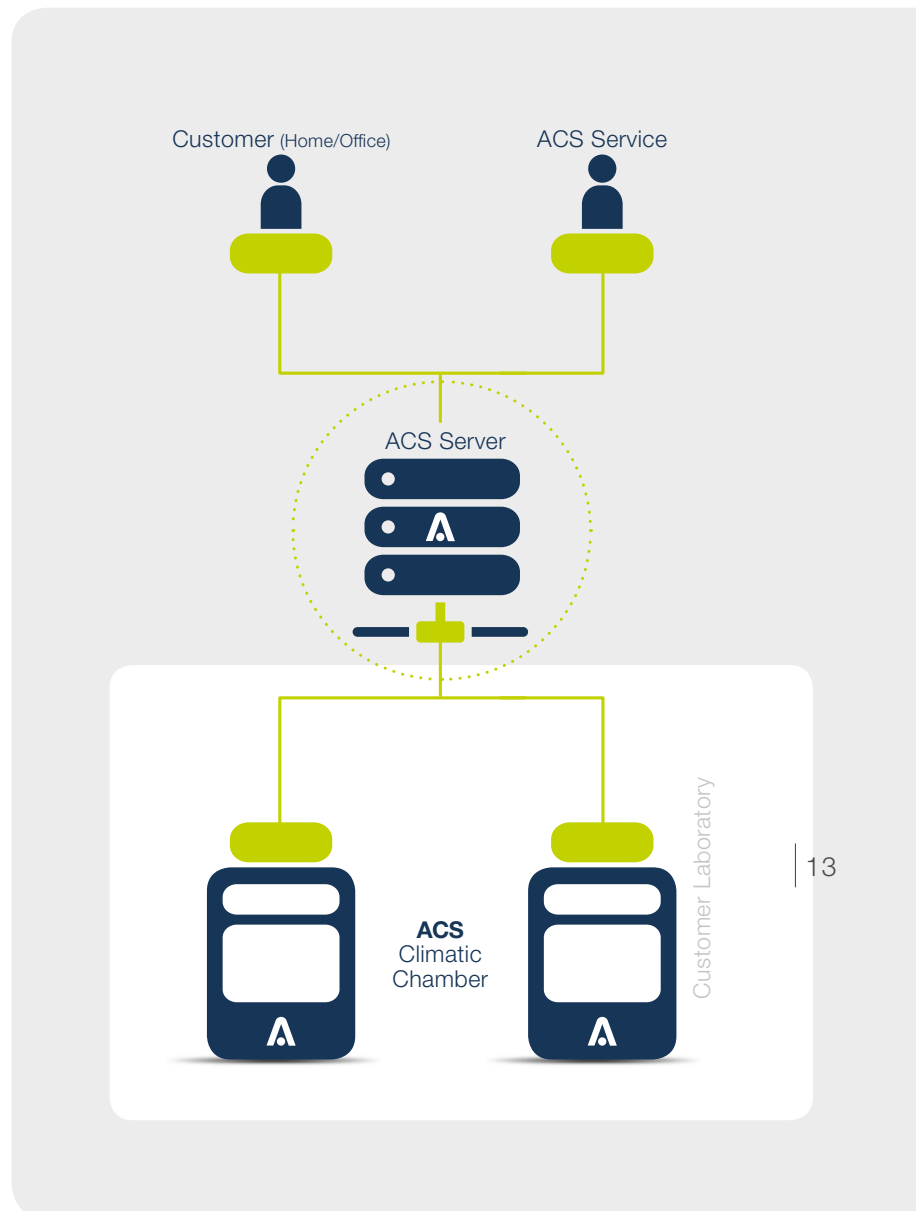 Customer (Home/Office)
ACS Service
ACS Server
ACS
Climatic
Chamber
Customer Laboratory
13